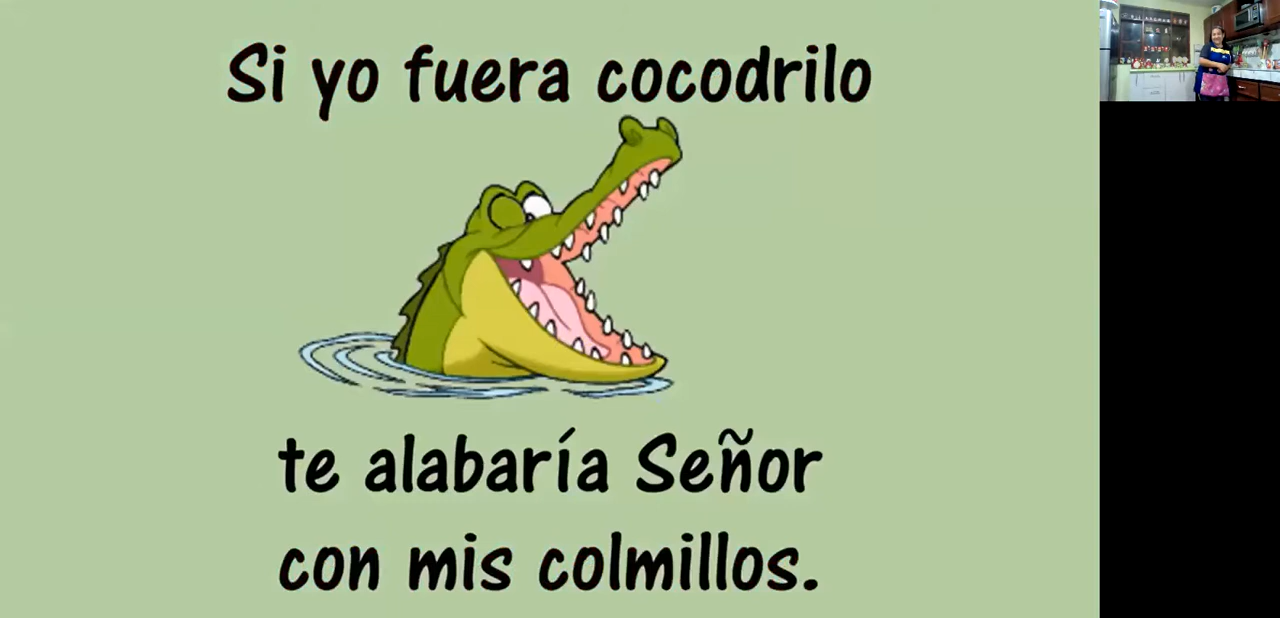 Si yo fuera cocodrilo
te alabaría Señor
con mis colmillos.